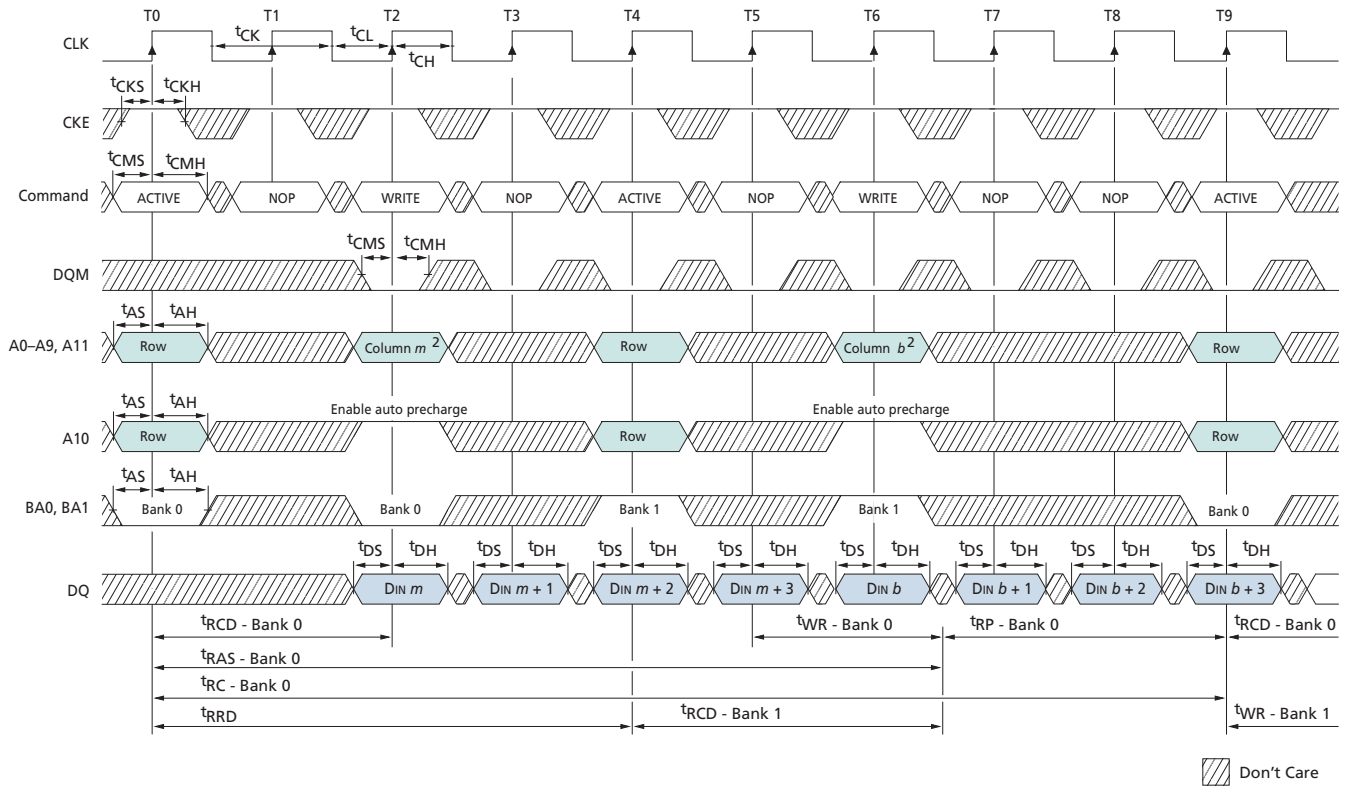 T0 T1 T2 T3 T4 T5 T6 T7 T8 T9
CLK
tCK tCL
tCH
tCKS tCKH
CKE
tCMS tCMH
Command ACTIVE NOP WRITE NOP ACTIVE NOP WRITE NOP NOP ACTIVE
tCMS tCMH
DQM
tAS tAH
A0–A9, A11 Row Column m 2 Row Column b 2 Row
tAS tAH Enable auto precharge Enable auto precharge
A10 Row Row Row
tAS tAH
BA0, BA1 Bank 0 Bank 0 Bank 1 Bank 1 Bank 0
tDS tDH tDS tDH tDS tDH tDS tDH tDS tDH tDS tDH tDS tDH tDS tDH
DQ DIN m DIN m + 1 DIN m + 2 DIN m + 3 DIN b DIN b + 1 DIN b + 2 DIN b + 3
tRCD - Bank 0 tWR - Bank 0 tRP - Bank 0 tRCD - Bank 0
tRAS - Bank 0
tRC - Bank 0
tRRD tRCD - Bank 1 tWR - Bank 1
Don't Care